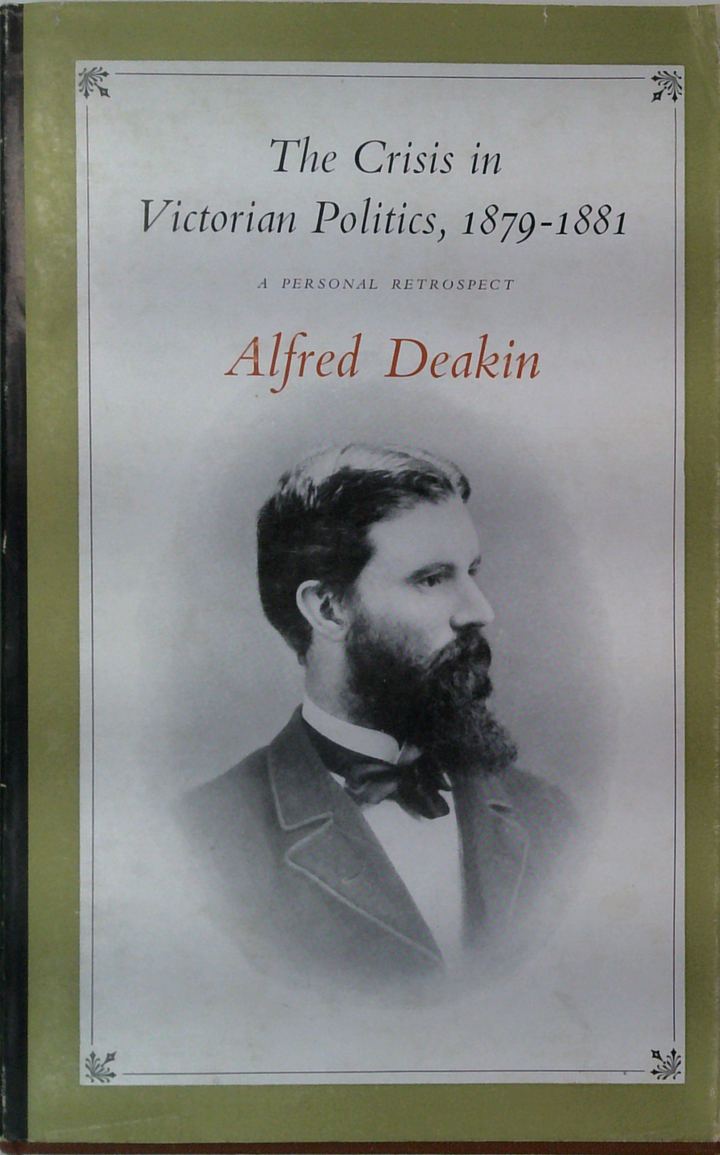 The Crisis in
Victorian Politics, 1879-1881
A PERSONAL RETROSPECT
Alfred Deakin